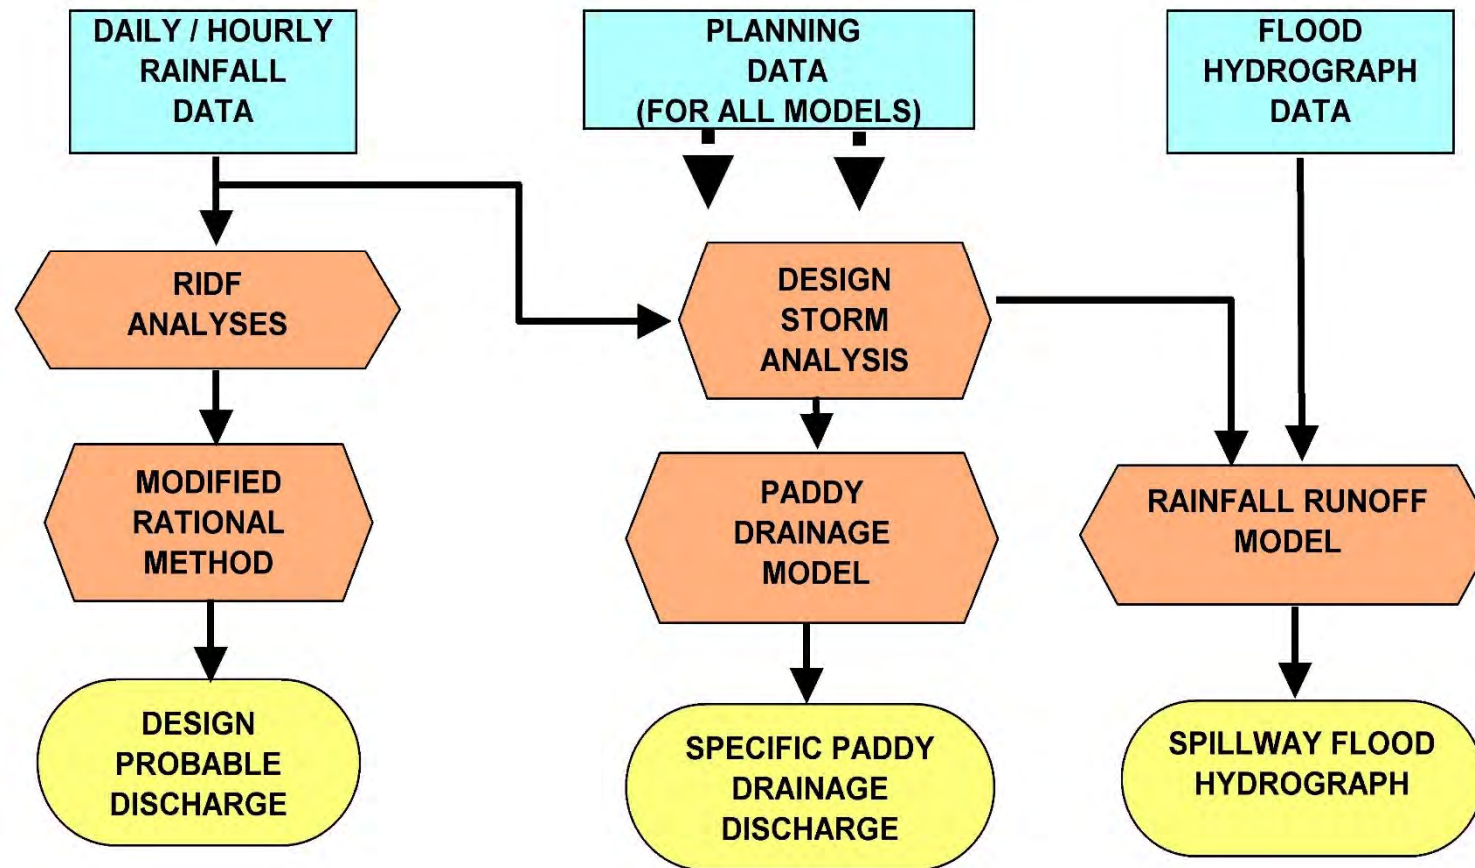 DAILY / HOURLY
RAINFALL
DATA
PLANNING
DATA
(FOR ALL MODELS)
FLOOD
HYDROGRAPH
DATA
RIDF
ANALYSES
DESIGN
STORM
ANALYSIS
MODIFIED
RATIONAL
METHOD
PADDY
DRAINAGE
MODEL
RAINFALL RUNOFF
MODEL
DESIGN
PROBABLE
DISCHARGE
SPECIFIC PADDY
DRAINAGE
DISCHARGE
SPILLWAY FLOOD
HYDROGRAPH